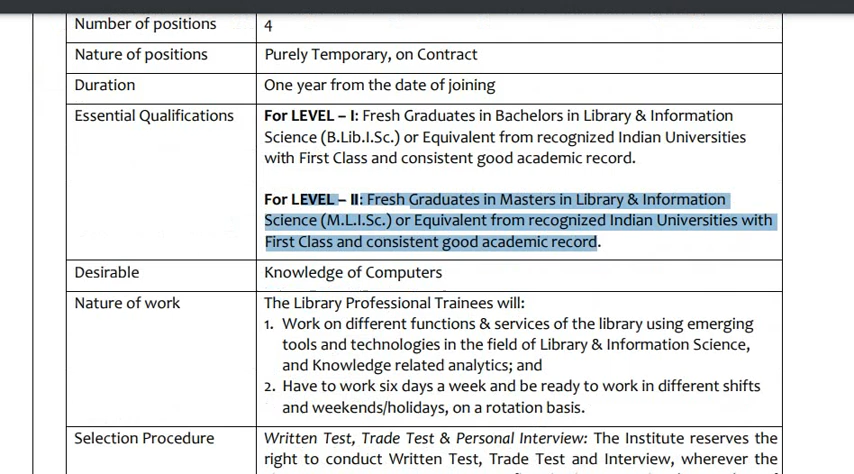 Number of positions
4
Nature of positions
Purely Temporary, on Contract
Duration
One year from the date of joining
Essential Qualifications
For LEVEL – I: Fresh Graduates in Bachelors in Library & Information
Science (B.Lib.I.Sc.) or Equivalent from recognized Indian Universities
with First Class and consistent good academic record.
For LEVEL – II: Fresh Graduates in Masters in Library & Information
Science (M.L.I.Sc.) or Equivalent from recognized Indian Universities with
First Class and consistent good academic record.
Desirable
Knowledge of Computers
Nature of work
The Library Professional Trainees will:
1. Work on different functions & services of the library using emerging
tools and technologies in the field of Library & Information Science,
and Knowledge related analytics; and
2. Have to work six days a week and be ready to work in different shifts
and weekends/holidays, on a rotation basis.
Selection Procedure
Written Test, Trade Test & Personal Interview: The Institute reserves the
right to conduct Written Test, Trade Test and Interview, wherever the